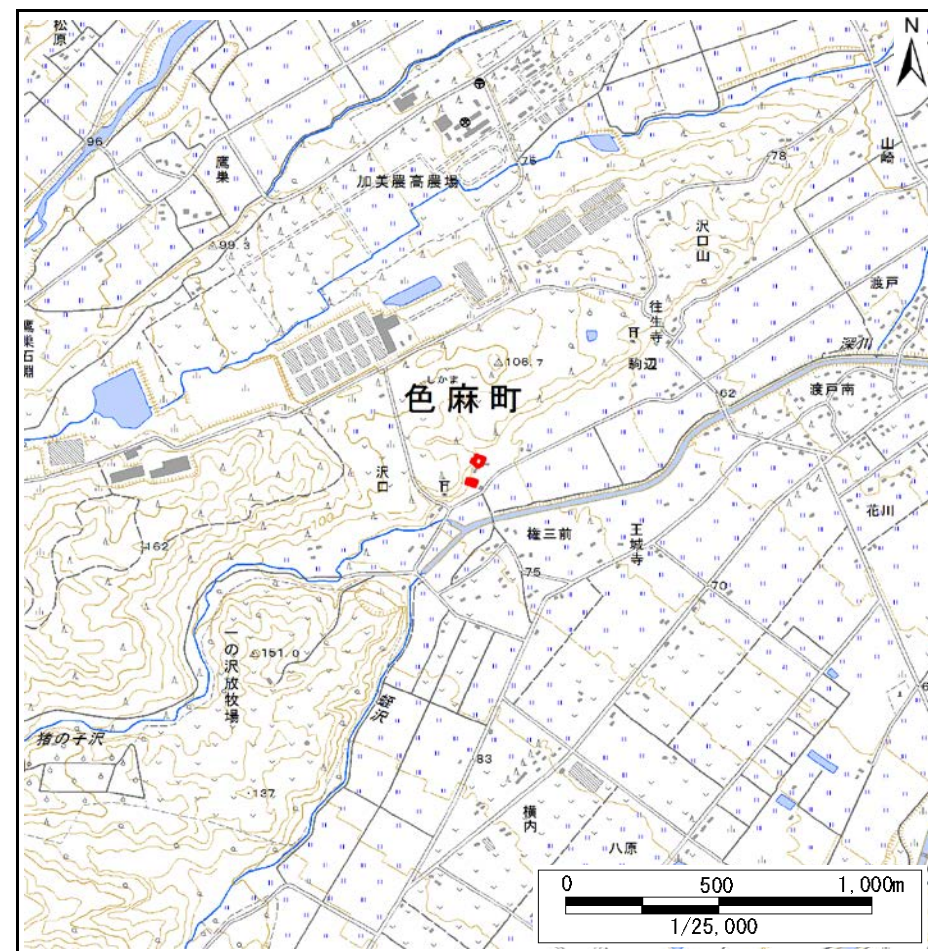 松原
N
96
鷹巣
76
78
山崎
加美農高農場
99.3
沢口山
渡戸
鷹巣石淵
往生寺
深川
106.7
駒辺
しかま
色麻町
62
渡戸南
沢口
花川
権三前
王城寺
162
75
70
一の沢放牧場
151.0
猪の子沢
83
137
横内
八原
0 500 1,000m
1/25,000